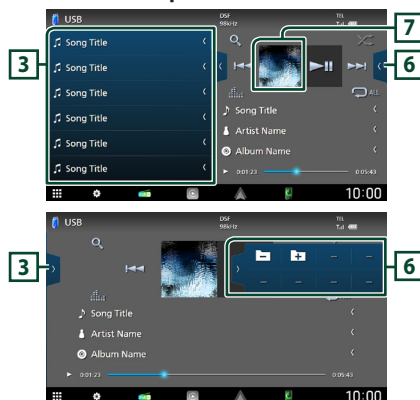 USB
DSF
98kHz
TEL
7
3
Song Title
Song Title
Song Title
Song Title
Song Title
Song Title
6
ALL
Song Title
Artist Name
Album Name
0:01:23
0:05:43
10:00
USB
DSF
98kHz
TEL
3
6
Song Title
Artist Name
Album Name
0:01:23
0:05:43
10:00